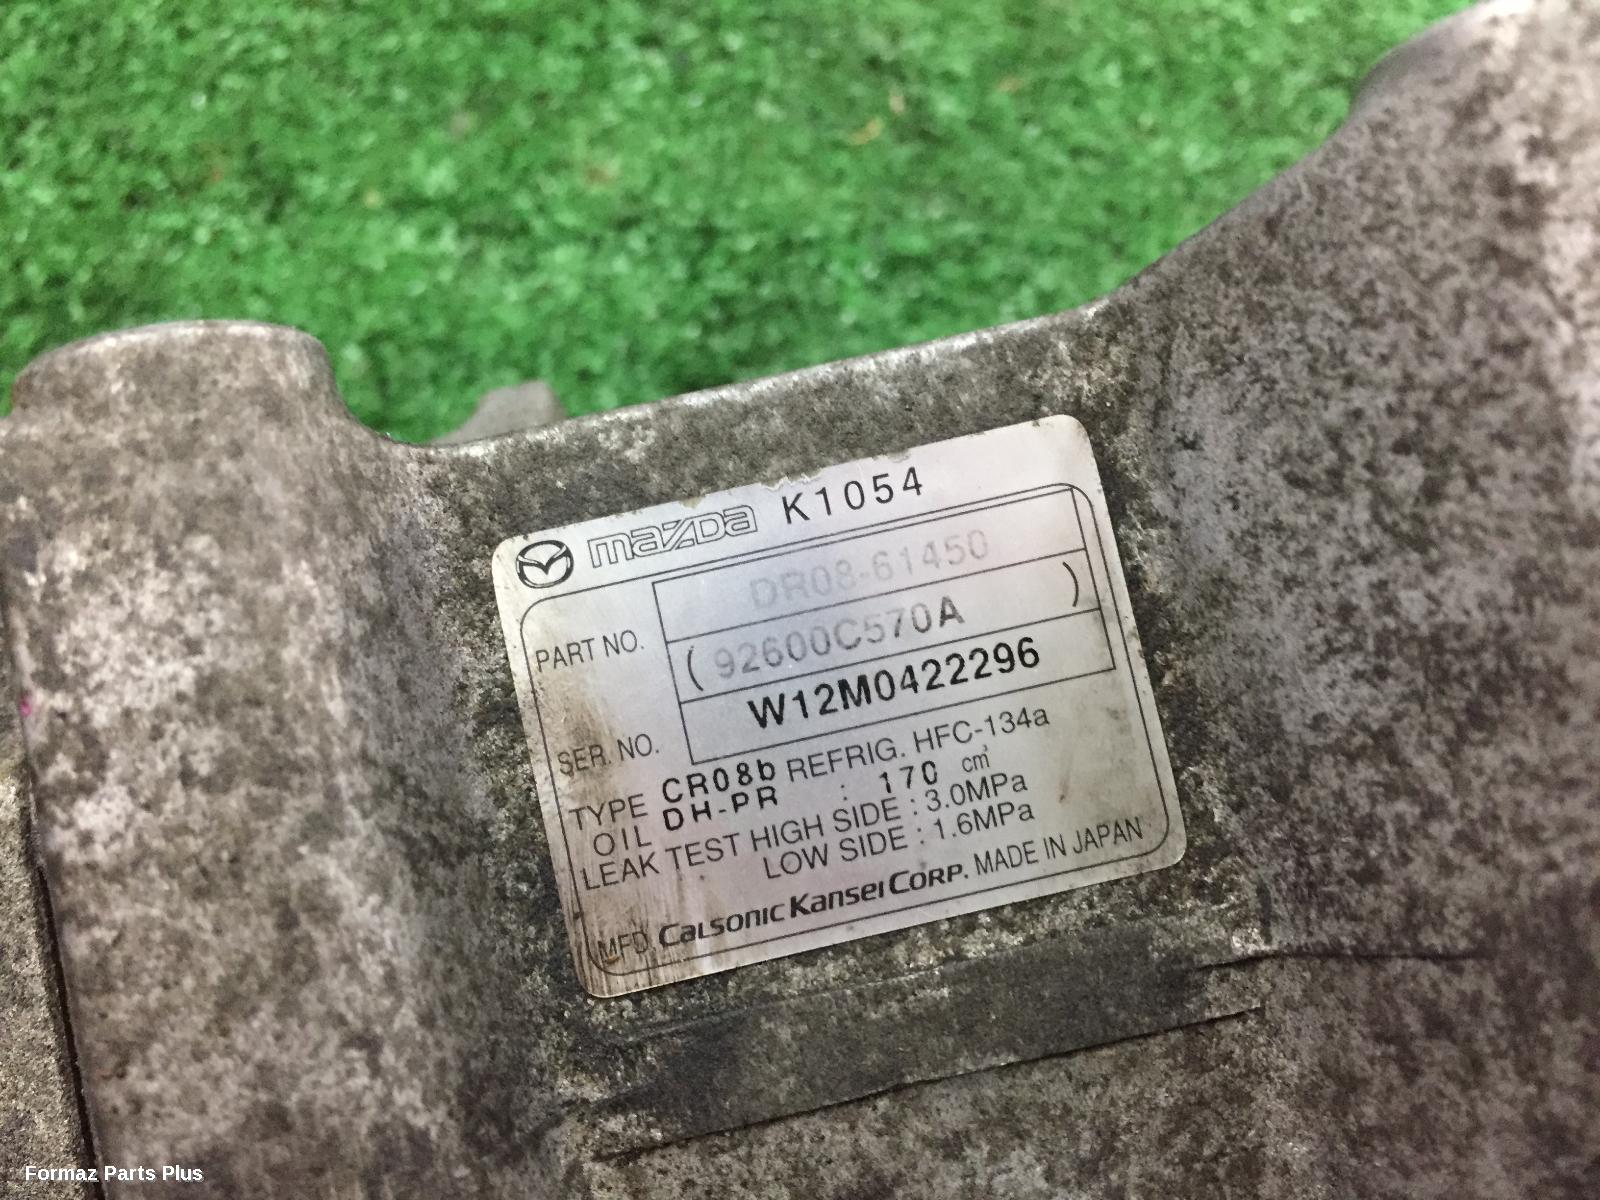 mazda K1054
PART NO. DR08-61450
( 92600C570A )
SER. NO. W12M0422296
TYPE CR08b REFRIG. HFC-134a
OIL DH-PR : 170 cm³
LEAK TEST HIGH SIDE : 3.0MPa
LOW SIDE : 1.6MPa
MFD. CALSONIC KANSEI CORP. MADE IN JAPAN
Formaz Parts Plus